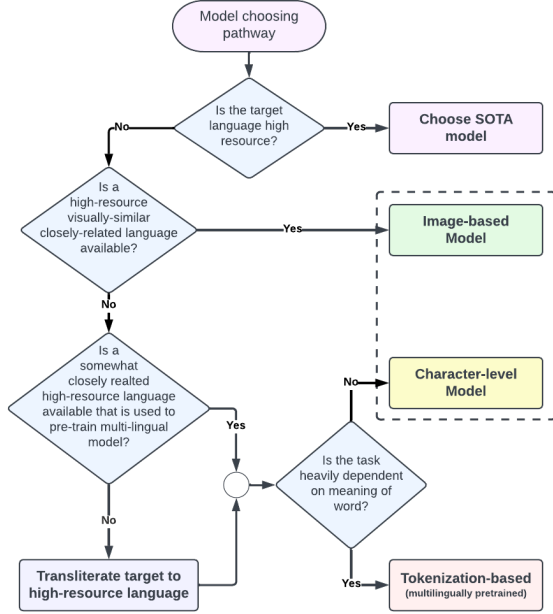 Model choosing
pathway
Is the target
language high
resource?
Yes
Choose SOTA
model
No
Is a
high-resource
visually-similar
closely-related language
available?
Yes
Image-based
Model
No
Is a
somewhat
closely realted
high-resource language
available that is used to
pre-train multi-lingual
model?
Yes
No
Character-level
Model
Is the task
heavily dependent
on meaning of
word?
No
Transliterate target to
high-resource language
Yes
Tokenization-based
(multilingually pretrained)